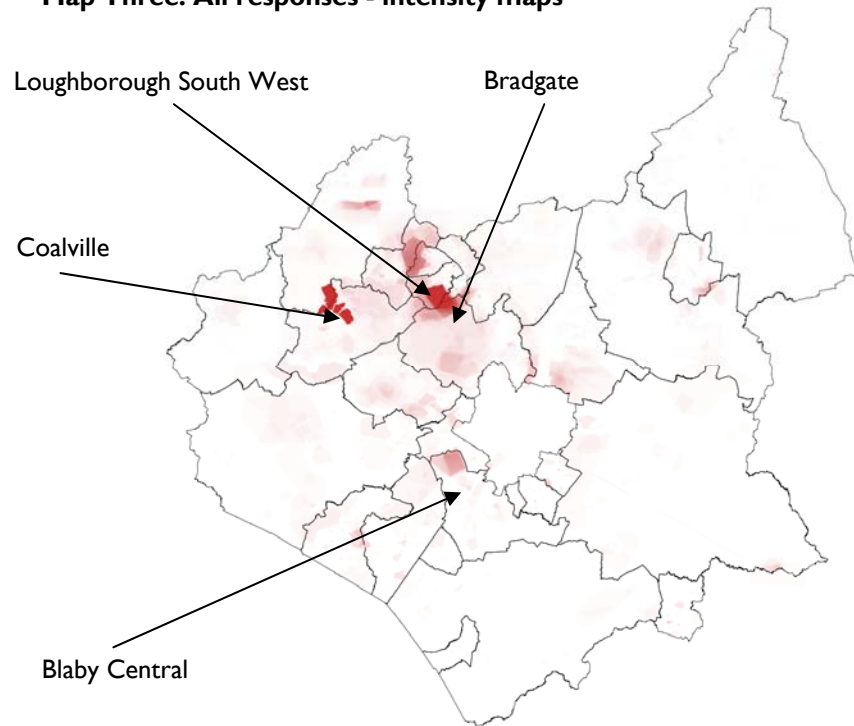 Map Three: All responses - intensity maps
Loughborough South West
Bradgate
Coalville
Blaby Central